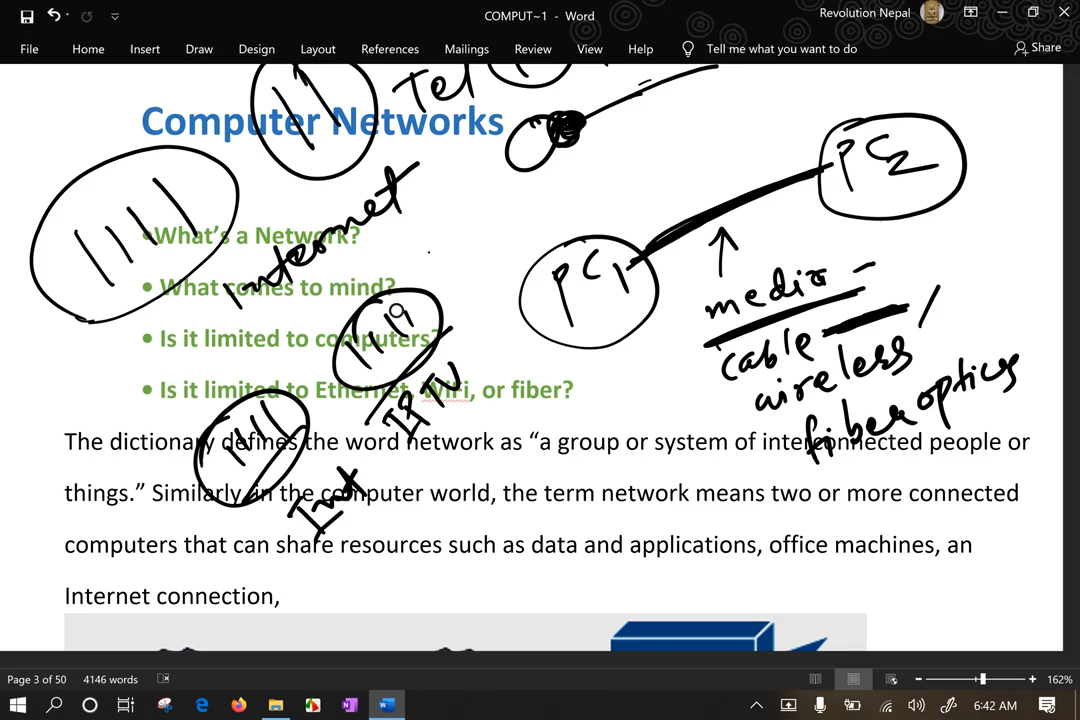 COMPUT~1 - Word
Revolution Nepal
File Home Insert Draw Design Layout References Mailings Review View Help Tell me what you want to do Share
Tel
Computer Networks
PC2
Internet
PC1
• What's a Network?
• What comes to mind?
media
• Is it limited to computers?
cable
wireless
fiber optics
• Is it limited to Ethernet, WiFi, or fiber?
IPTV
Int
The dictionary defines the word network as “a group or system of interconnected people or
things.” Similarly, in the computer world, the term network means two or more connected
computers that can share resources such as data and applications, office machines, an
Internet connection,
Page 3 of 50 4146 words 162%
6:42 AM